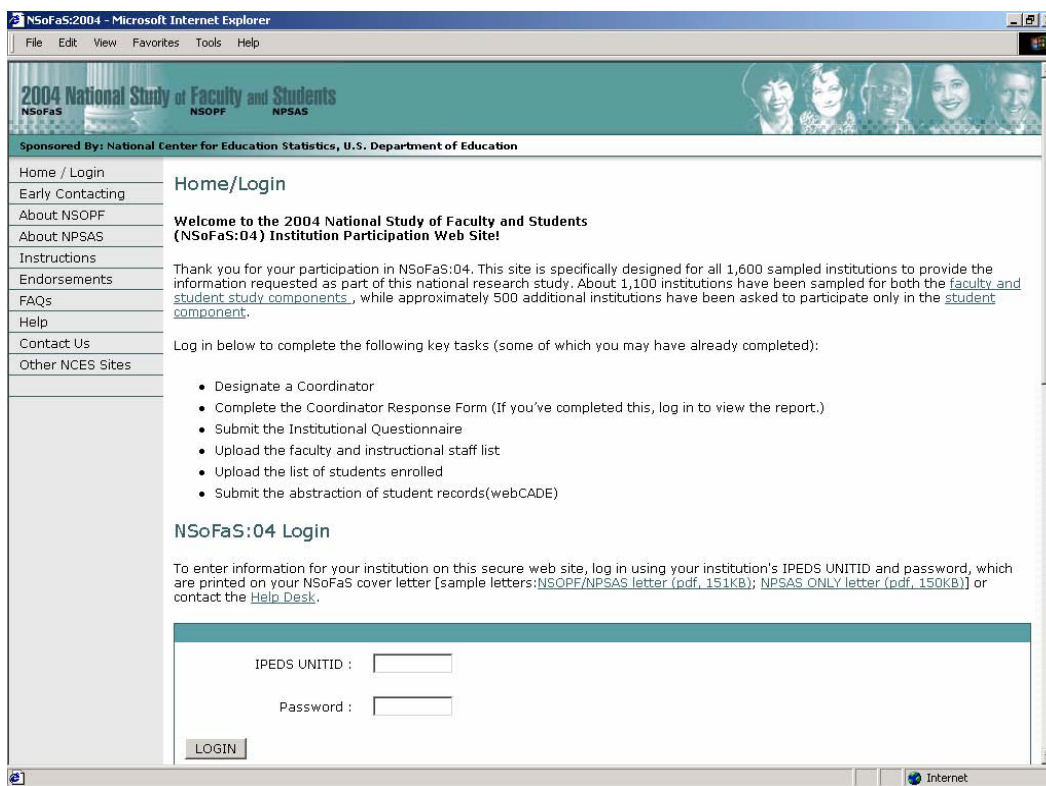 NSoFaS:2004 - Microsoft Internet Explorer
File Edit View Favorites Tools Help
2004 National Study of Faculty and Students
NSoFaS NSOPF NPSAS
Sponsored By: National Center for Education Statistics, U.S. Department of Education
Home / Login
Early Contacting
About NSOPF
About NPSAS
Instructions
Endorsements
FAQs
Help
Contact Us
Other NCES Sites
Home/Login
Welcome to the 2004 National Study of Faculty and Students
(NSoFaS:04) Institution Participation Web Site!
Thank you for your participation in NSoFaS:04. This site is specifically designed for all 1,600 sampled institutions to provide the
information requested as part of this national research study. About 1,100 institutions have been sampled for both the faculty and
student study components , while approximately 500 additional institutions have been asked to participate only in the student
component.
Log in below to complete the following key tasks (some of which you may have already completed):
• Designate a Coordinator
• Complete the Coordinator Response Form (If you've completed this, log in to view the report.)
• Submit the Institutional Questionnaire
• Upload the faculty and instructional staff list
• Upload the list of students enrolled
• Submit the abstraction of student records(webCADE)
NSoFaS:04 Login
To enter information for your institution on this secure web site, log in using your institution's IPEDS UNITID and password, which
are printed on your NSoFaS cover letter [sample letters:NSOPF/NPSAS letter (pdf, 151KB); NPSAS ONLY letter (pdf, 150KB)] or
contact the Help Desk.
IPEDS UNITID :
Password :
LOGIN
Internet